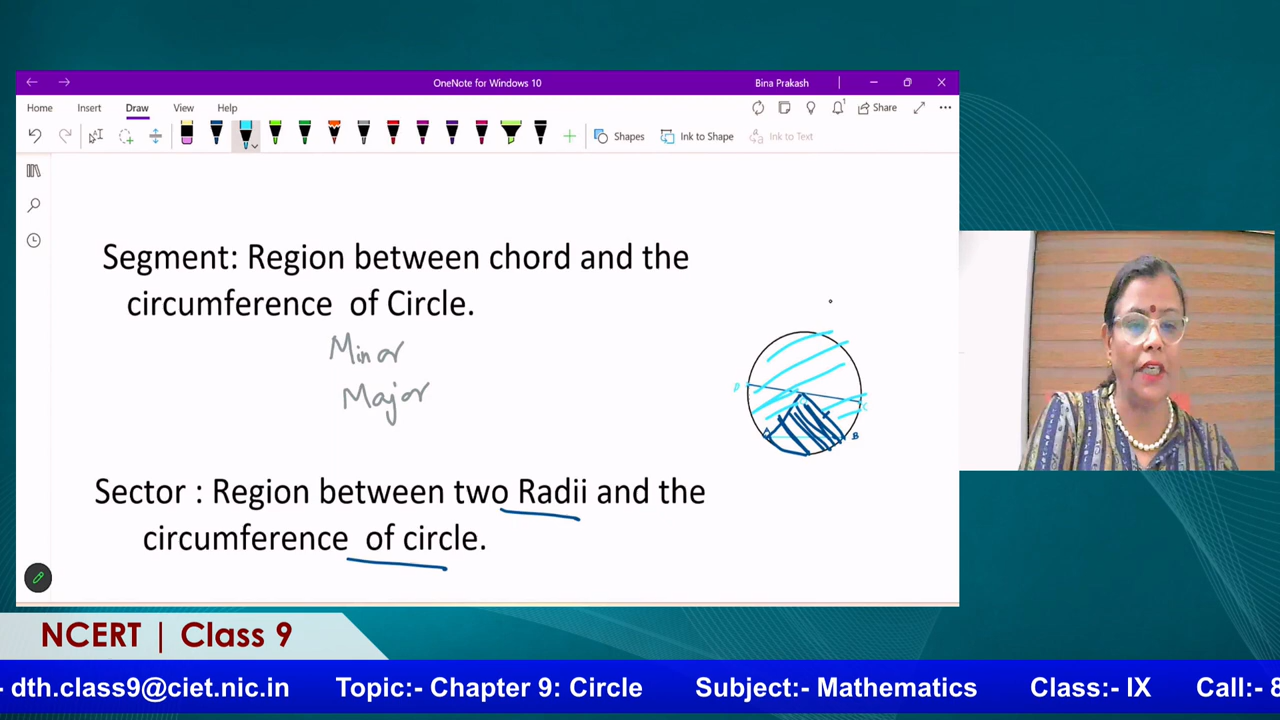 OneNote for Windows 10
Bina Prakash
Home Insert Draw View Help
Share
Shapes Ink to Shape Ink to Text
Segment: Region between chord and the
circumference of Circle.
Minor
Major
D
C
B
Sector : Region between two Radii and the
circumference of circle.
NCERT | Class 9
- dth.class9@ciet.nic.in Topic:- Chapter 9: Circle Subject:- Mathematics Class:- IX Call:- 8